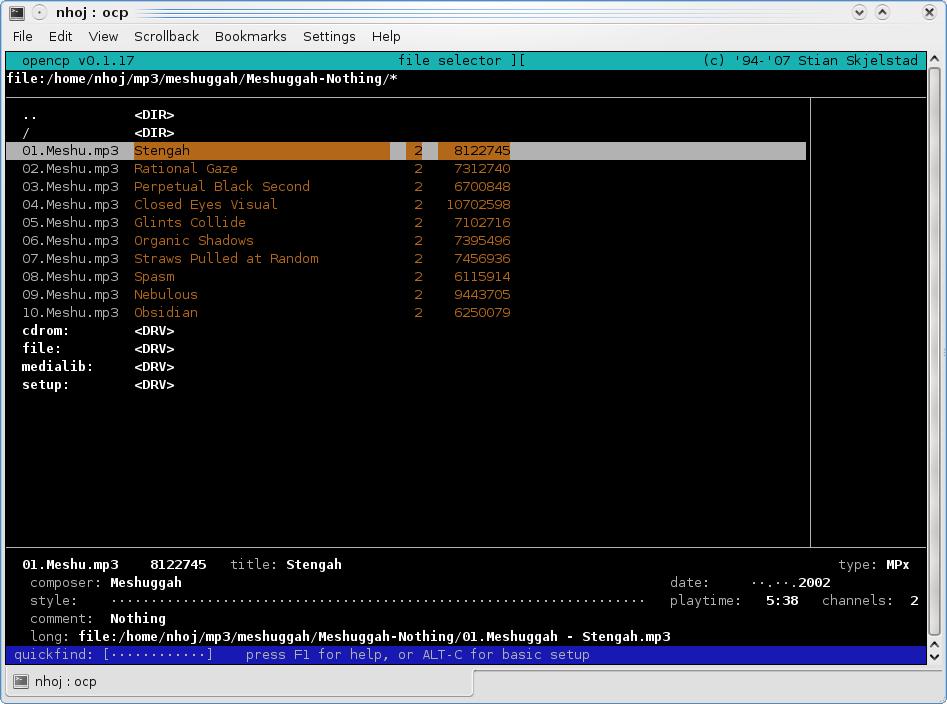 nhoj : ocp
File Edit View Scrollback Bookmarks Settings Help
opencp v0.1.17 file selector ][ (c) '94-'07 Stian Skjelstad
file:/home/nhoj/mp3/meshuggah/Meshuggah-Nothing/*
.. <DIR>
/ <DIR>
01.Meshu.mp3 Stengah 2 8122745
02.Meshu.mp3 Rational Gaze 2 7312740
03.Meshu.mp3 Perpetual Black Second 2 6700848
04.Meshu.mp3 Closed Eyes Visual 2 10702598
05.Meshu.mp3 Glints Collide 2 7102716
06.Meshu.mp3 Organic Shadows 2 7395496
07.Meshu.mp3 Straws Pulled at Random 2 7456936
08.Meshu.mp3 Spasm 2 6115914
09.Meshu.mp3 Nebulous 2 9443705
10.Meshu.mp3 Obsidian 2 6250079
cdrom: <DRV>
file: <DRV>
medialib: <DRV>
setup: <DRV>
01.Meshu.mp3 8122745 title: Stengah type: MPx
composer: Meshuggah date: ··.··.2002
style: ··································································· playtime: 5:38 channels: 2
comment: Nothing
long: file:/home/nhoj/mp3/meshuggah/Meshuggah-Nothing/01.Meshuggah - Stengah.mp3
quickfind: [············] press F1 for help, or ALT-C for basic setup
nhoj : ocp